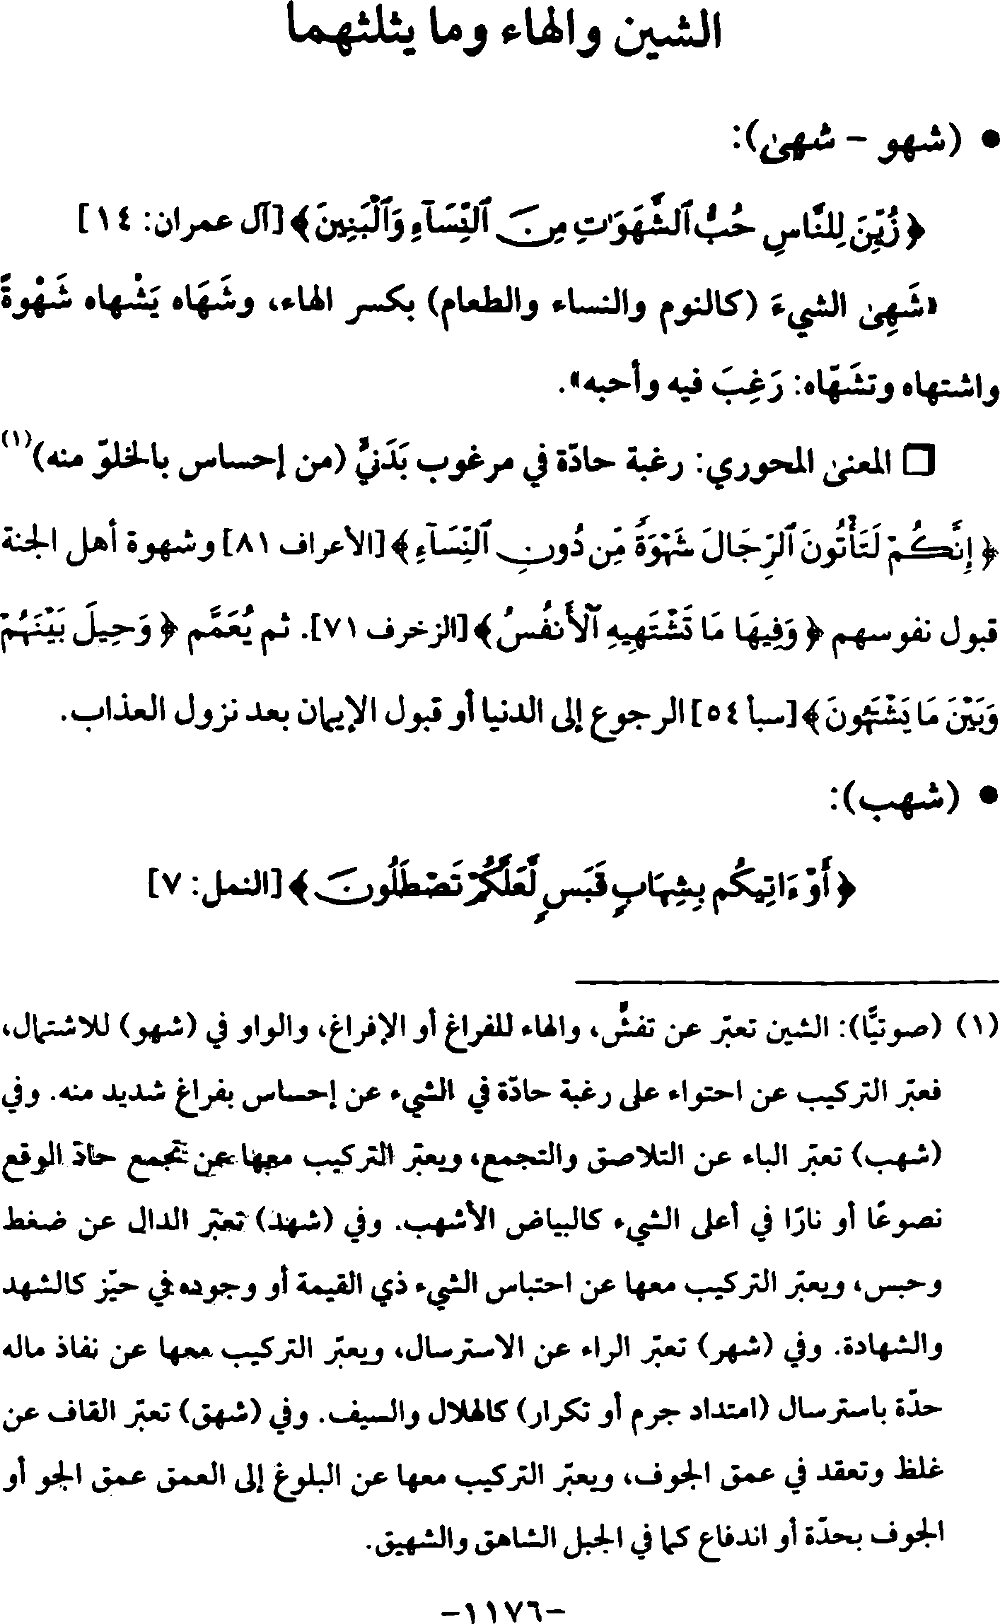 الشين والهاء وما يثلثهما
• (شهو - شهى):
﴿زُيِّنَ لِلنَّاسِ حُبُّ ٱلشَّهَوَٰتِ مِنَ ٱلنِّسَآءِ وَٱلْبَنِينَ﴾ [آل عمران: ١٤]
«شَهِىَ الشيءَ (كالنوم والنساء والطعام) بكسر الهاء، وشَهَاه يَشْهاه شَهْوةً
واشتهاه وتشَهّاه: رَغِبَ فيه وأحبه».
□ المعنى المحوري: رغبة حادّة في مرغوب بَدَنيٍّ (من إحساس بالخلوّ منه)(١)
﴿إِنَّكُمْ لَتَأْتُونَ ٱلرِّجَالَ شَهْوَةً مِّن دُونِ ٱلنِّسَآءِ﴾ [الأعراف ٨١] وشهوة أهل الجنة
قبول نفوسهم ﴿وَفِيهَا مَا تَشْتَهِيهِ ٱلْأَنفُسُ﴾ [الزخرف ٧١]. ثم يُعَمَّم ﴿وَحِيلَ بَيْنَهُمْ
وَبَيْنَ مَا يَشْتَهُونَ﴾ [سبأ ٥٤] الرجوع إلى الدنيا أو قبول الإيمان بعد نزول العذاب.
• (شهب):
﴿أَوْ ءَاتِيكُم بِشِهَابٍ قَبَسٍ لَّعَلَّكُمْ تَصْطَلُونَ﴾ [النمل: ٧]
(١) (صوتيًّا): الشين تعبّر عن تفشٍّ، والهاء للفراغ أو الإفراغ، والواو في (شهو) للاشتمال،
فعبّر التركيب عن احتواء على رغبة حادّة في الشيء عن إحساس بفراغ شديد منه. وفي
(شهب) تعبّر الباء عن التلاصق والتجمع، ويعبّر التركيب معها عن تجمع حادّ الوقع
نصوعًا أو نارًا في أعلى الشيء كالبياض الأشهب. وفي (شهد) تعبّر الدال عن ضغط
وحبس، ويعبّر التركيب معها عن احتباس الشيء ذي القيمة أو وجوده في حيّز كالشهد
والشهادة. وفي (شهر) تعبّر الراء عن الاسترسال، ويعبّر التركيب معها عن نفاذ ماله
حدّة باسترسال (امتداد جرم أو تكرار) كالهلال والسيف. وفي (شهق) تعبّر القاف عن
غلظ وتعقد في عمق الجوف، ويعبّر التركيب معها عن البلوغ إلى العمق عمق الجو أو
الجوف بحدّة أو اندفاع كما في الجبل الشاهق والشهيق.
-١١٧٦-